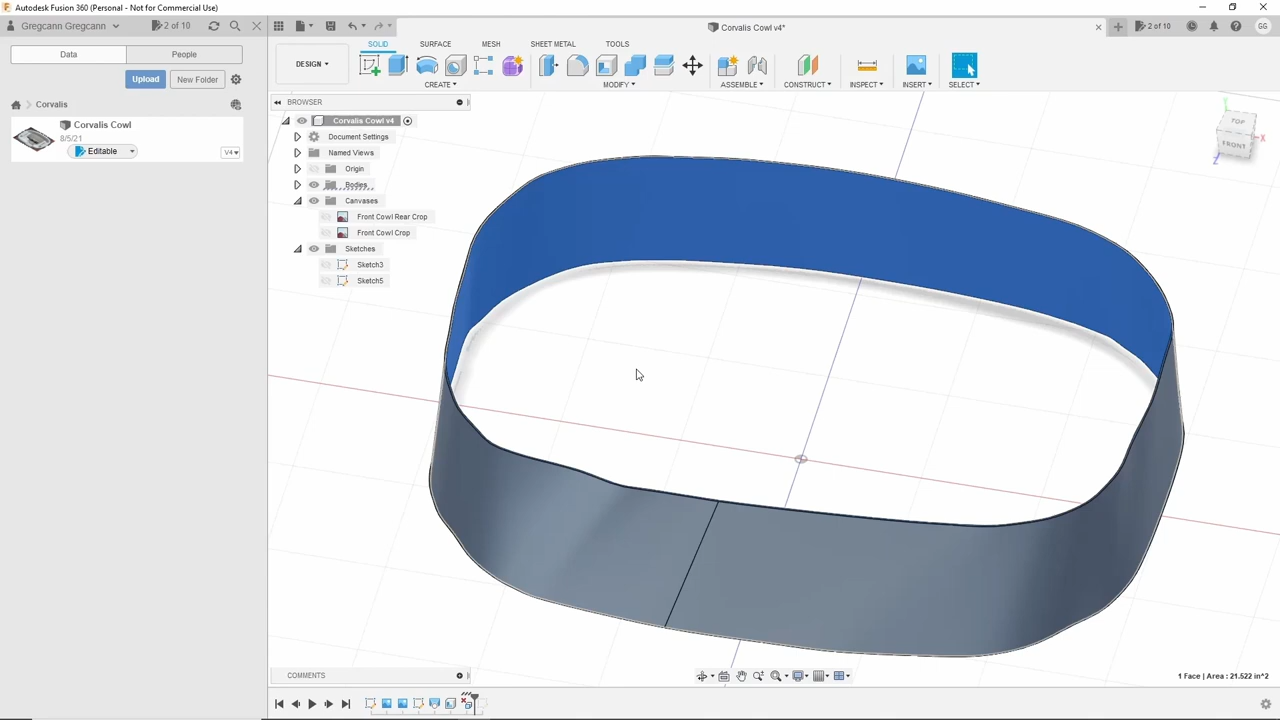 Autodesk Fusion 360 (Personal - Not for Commercial Use)
Gregcann Gregcann
2 of 10
Corvalis Cowl v4*
2 of 10
GG
Data
People
Upload
New Folder
Corvalis
Corvalis Cowl
8/5/21
Editable
V4
DESIGN
SOLID
SURFACE
MESH
SHEET METAL
TOOLS
CREATE
MODIFY
ASSEMBLE
CONSTRUCT
INSPECT
INSERT
SELECT
BROWSER
Corvalis Cowl v4
Document Settings
Named Views
Origin
Bodies
Canvases
Front Cowl Rear Crop
Front Cowl Crop
Sketches
Sketch3
Sketch5
TOP
FRONT
X
Y
Z
COMMENTS
1 Face | Area : 21.522 in^2